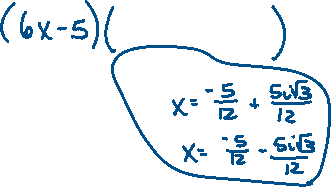 (6x-5)(          )
x = -5/12 + 5i√3/12
x = -5/12 - 5i√3/12